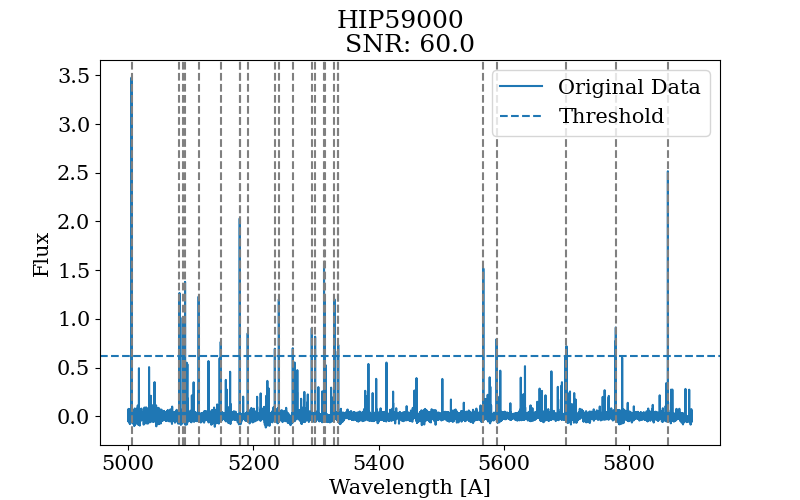 HIP59000
SNR: 60.0
Original Data
Threshold
3.5
3.0
2.5
2.0
1.5
1.0
0.5
0.0
Flux
5000 5200 5400 5600 5800
Wavelength [A]